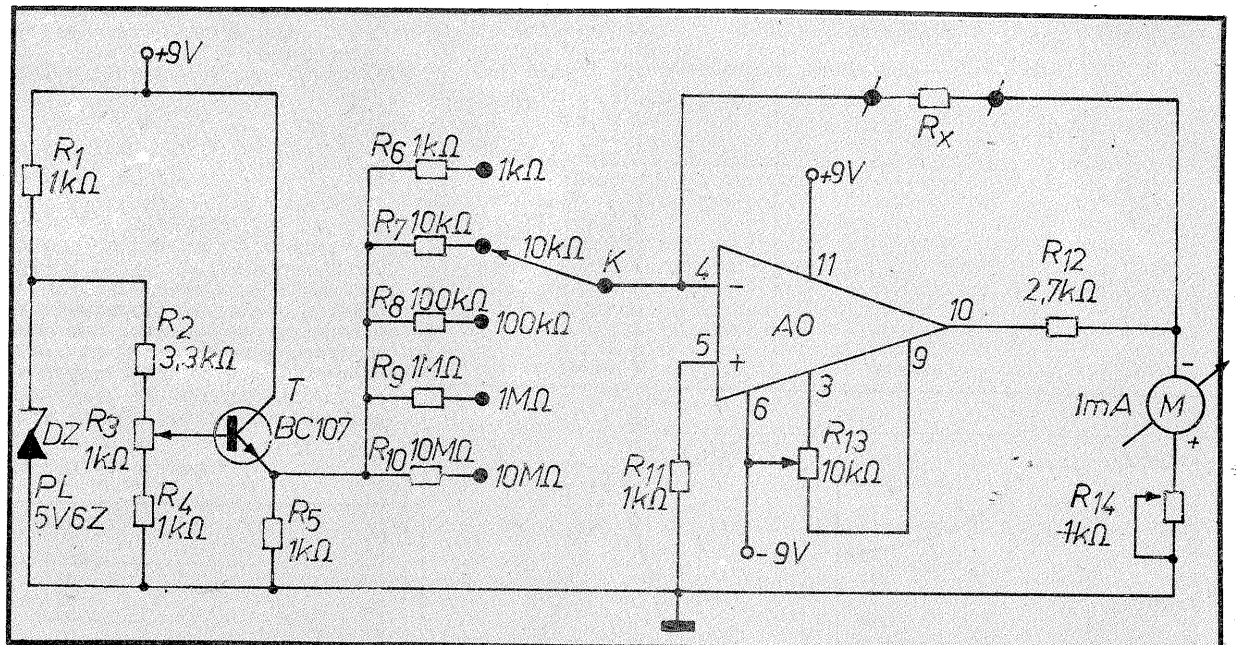 +9V
R1
1kΩ
R2
3,3kΩ
R3
1kΩ
R4
1kΩ
DZ
PL
5V6Z
T
BC107
R5
1kΩ
R6 1kΩ
1kΩ
R7 10kΩ
10kΩ
R8 100kΩ
100kΩ
R9 1MΩ
1MΩ
R10 10MΩ
10MΩ
K
Rx
+9V
4
-
11
AO
10
5
+
6
3
9
R11
1kΩ
R13
10kΩ
-9V
R12
2,7kΩ
-
1mA
M
+
R14
1kΩ